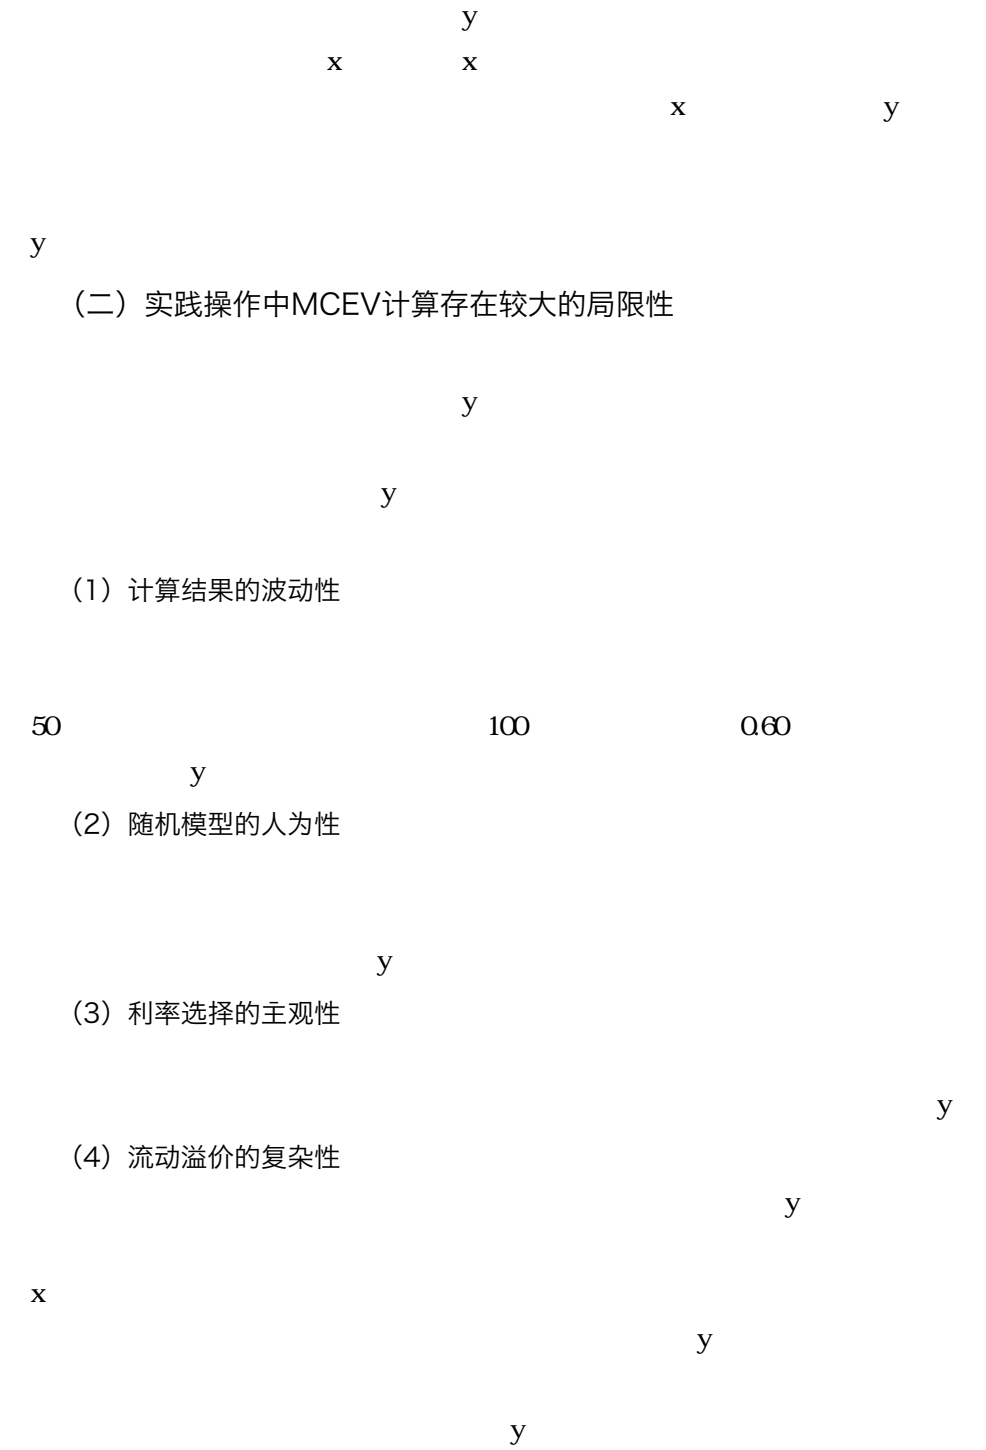 y
x x
x y
y
（二）实践操作中MCEV计算存在较大的局限性
y
y
（1）计算结果的波动性
50 100 0.60
y
（2）随机模型的人为性
y
（3）利率选择的主观性
y
（4）流动溢价的复杂性
y
x
y
y